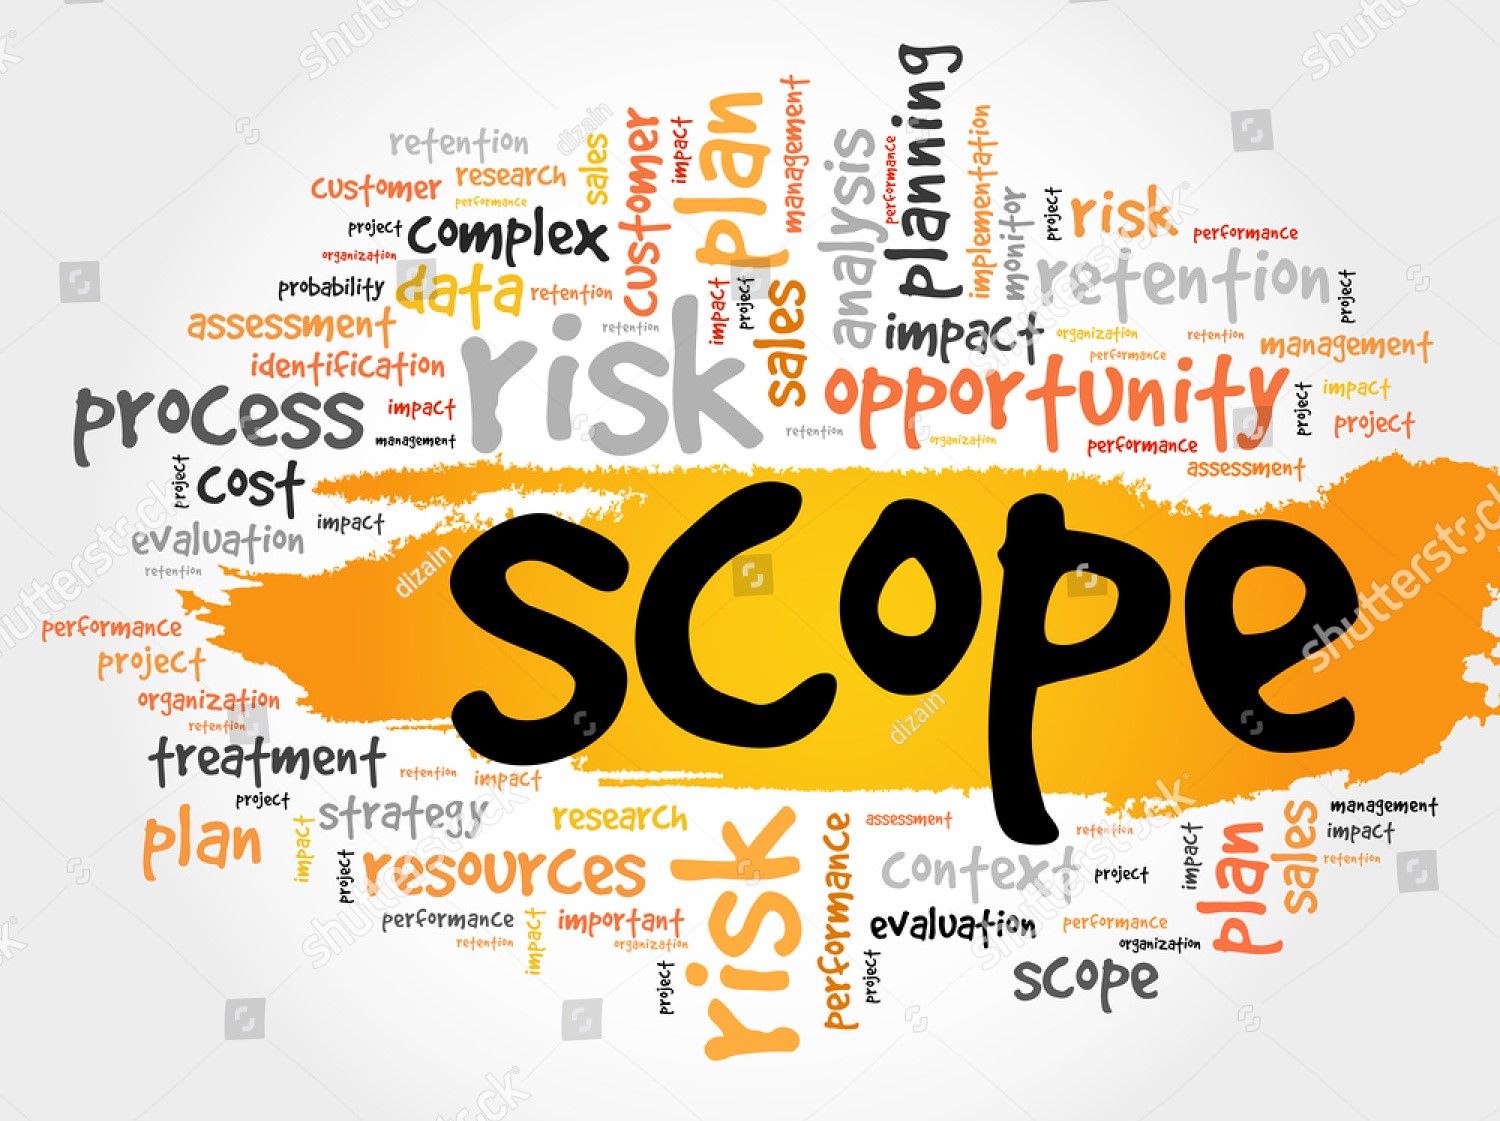 planning
plan
management
implementation
customer
impact
sales
analysis
performance
retention
research
customer
performance
monitor
project
risk
project
complex
performance
organization
retention
probability
data
retention
impact
project
sales
project
assessment
retention
impact
organization
retention
management
identification
risk
performance
opportunity
process
impact
management
retention
organization
performance
project
impact
project
assessment
project
cost
impact
evaluation
retention
scope
performance
project
organization
retention
treatment
retention
impact
project
strategy
research
risk
performance
assessment
retention
impact
plan
sales
management
impact
retention
plan
impact
project
resources
context
project
performance
important
evaluation
performance
retention
impact
organization
organization
project
project
scope
shutterstock
dizain